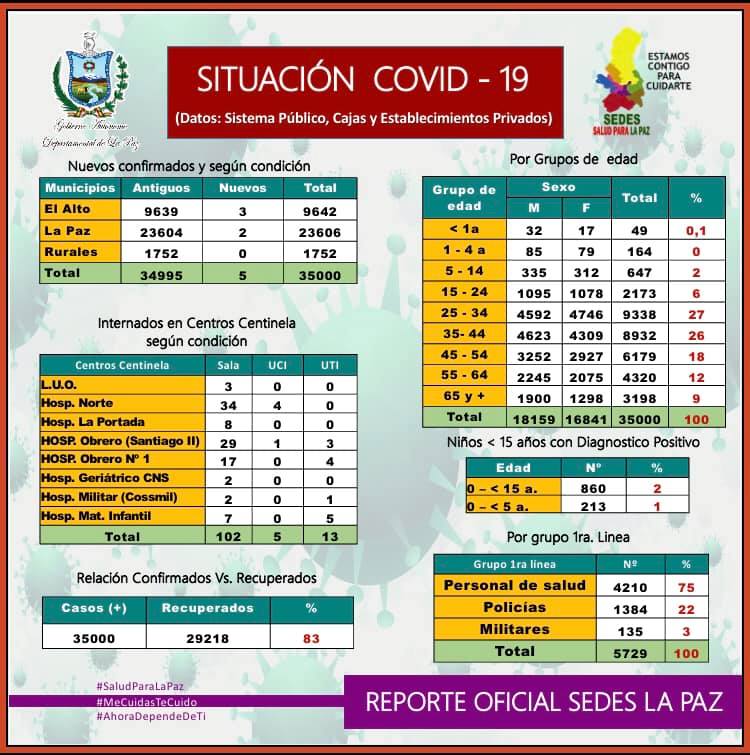 Gobierno Autónomo
Departamental de La Paz
SITUACIÓN COVID - 19
(Datos: Sistema Público, Cajas y Establecimientos Privados)
ESTAMOS
CONTIGO
PARA
CUIDARTE
SEDES
SALUD PARA LA PAZ
Nuevos confirmados y según condición
Municipios Antiguos Nuevos Total
El Alto 9639 3 9642
La Paz 23604 2 23606
Rurales 1752 0 1752
Total 34995 5 35000
Internados en Centros Centinela
según condición
Centros Centinela Sala UCI UTI
L.U.O. 3 0 0
Hosp. Norte 34 4 0
Hosp. La Portada 8 0 0
HOSP. Obrero (Santiago II) 29 1 3
HOSP. Obrero Nº 1 17 0 4
Hosp. Geriátrico CNS 2 0 0
Hosp. Militar (Cossmil) 2 0 1
Hosp. Mat. Infantil 7 0 5
Total 102 5 13
Relación Confirmados Vs. Recuperados
Casos (+) Recuperados %
35000 29218 83
Por Grupos de edad
Grupo de edad Sexo Total %
M F
< 1a 32 17 49 0,1
1 - 4 a 85 79 164 0
5 - 14 335 312 647 2
15 - 24 1095 1078 2173 6
25 - 34 4592 4746 9338 27
35- 44 4623 4309 8932 26
45 - 54 3252 2927 6179 18
55 - 64 2245 2075 4320 12
65 y + 1900 1298 3198 9
Total 18159 16841 35000 100
Niños < 15 años con Diagnostico Positivo
Edad Nº %
0 – < 15 a. 860 2
0 – < 5 a. 213 1
Por grupo 1ra. Linea
Grupo 1ra línea Nº %
Personal de salud 4210 75
Policías 1384 22
Militares 135 3
Total 5729 100
#SaludParaLaPaz
#MeCuidasTeCuido
#AhoraDependeDeTi
REPORTE OFICIAL SEDES LA PAZ